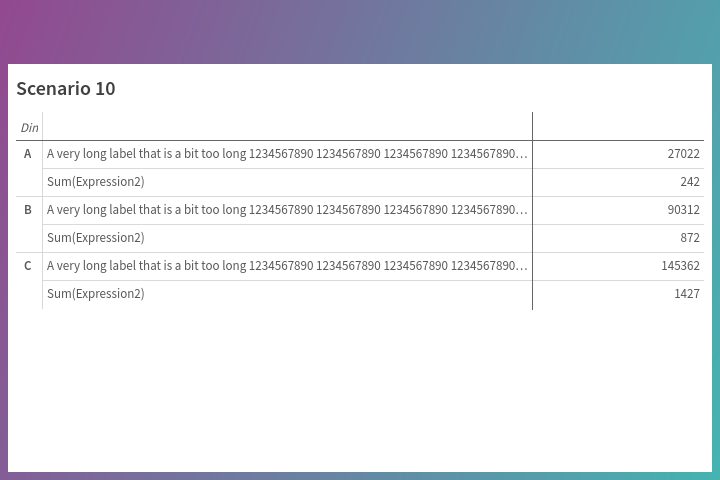 Scenario 10
Din
A A very long label that is a bit too long 1234567890 1234567890 1234567890 1234567890… 27022
Sum(Expression2) 242
B A very long label that is a bit too long 1234567890 1234567890 1234567890 1234567890… 90312
Sum(Expression2) 872
C A very long label that is a bit too long 1234567890 1234567890 1234567890 1234567890… 145362
Sum(Expression2) 1427